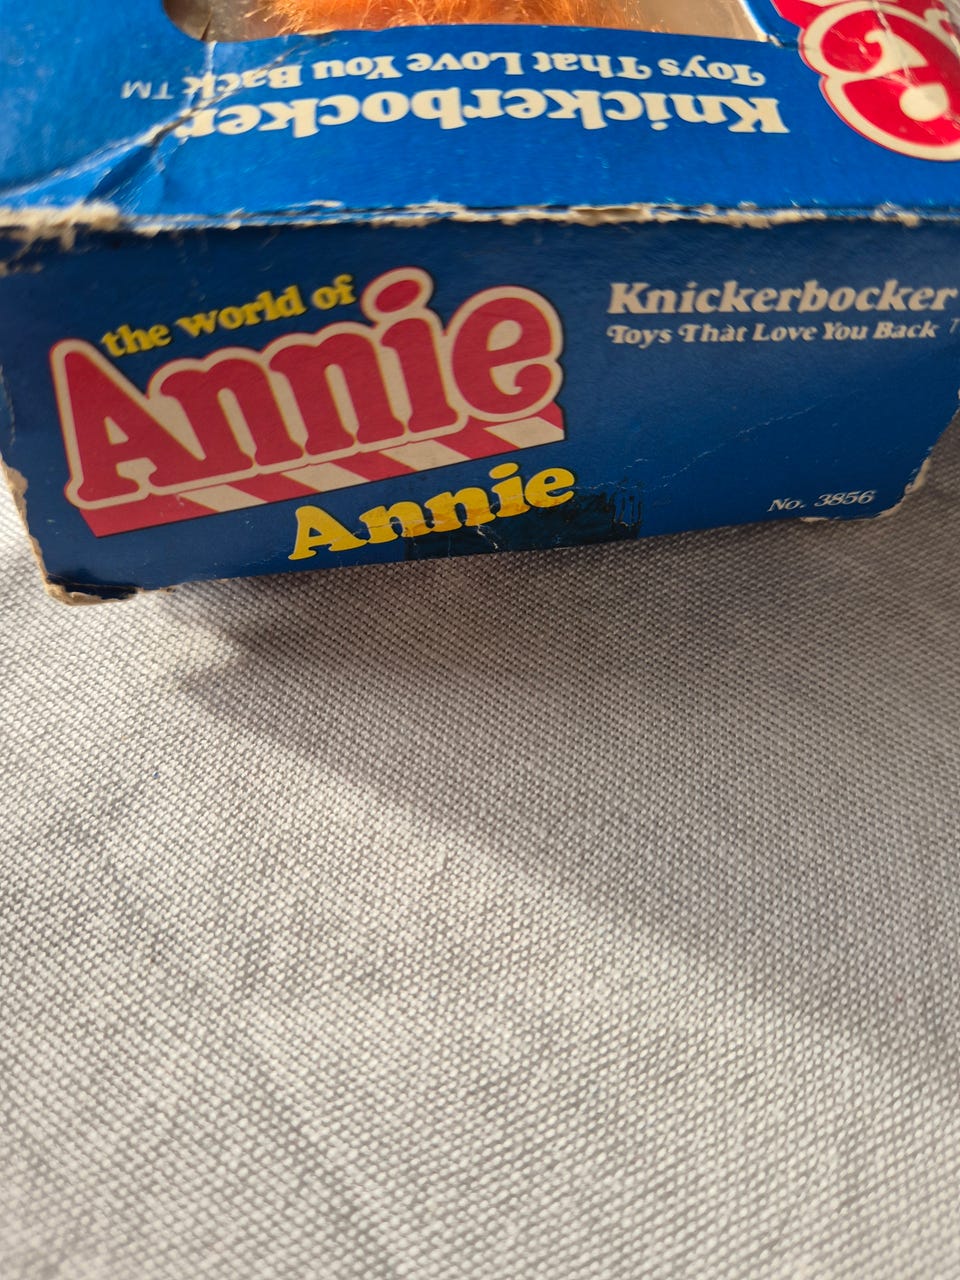 Knickerbocker
Toys That Love You Back TM
the world of
Annie
Annie
Knickerbocker
Toys That Love You Back
No. 3856